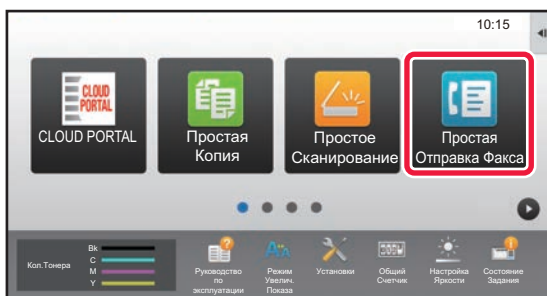 10:15
CLOUD
PORTAL
CLOUD PORTAL
Простая
Копия
Простое
Сканирование
Простая
Отправка Факса
Кол.Тонера
Bk
C
M
Y
Руководство
по
эксплуатации
Режим
Увелич.
Показа
Установки
Общий
Счетчик
Настройка
Яркости
Состояние
Задания